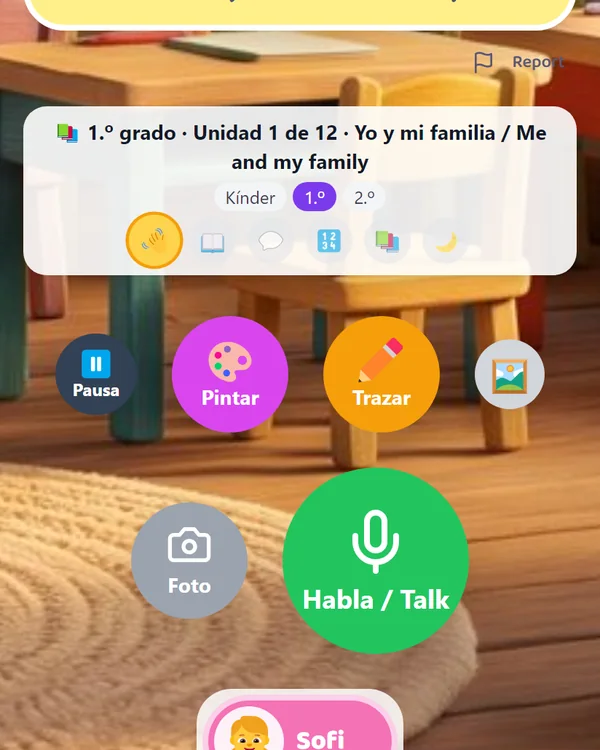 Report
1.º grado · Unidad 1 de 12 · Yo y mi familia / Me
and my family
Kínder 1.º 2.º
Pausa
Pintar
Trazar
Foto
Habla / Talk
Sofi